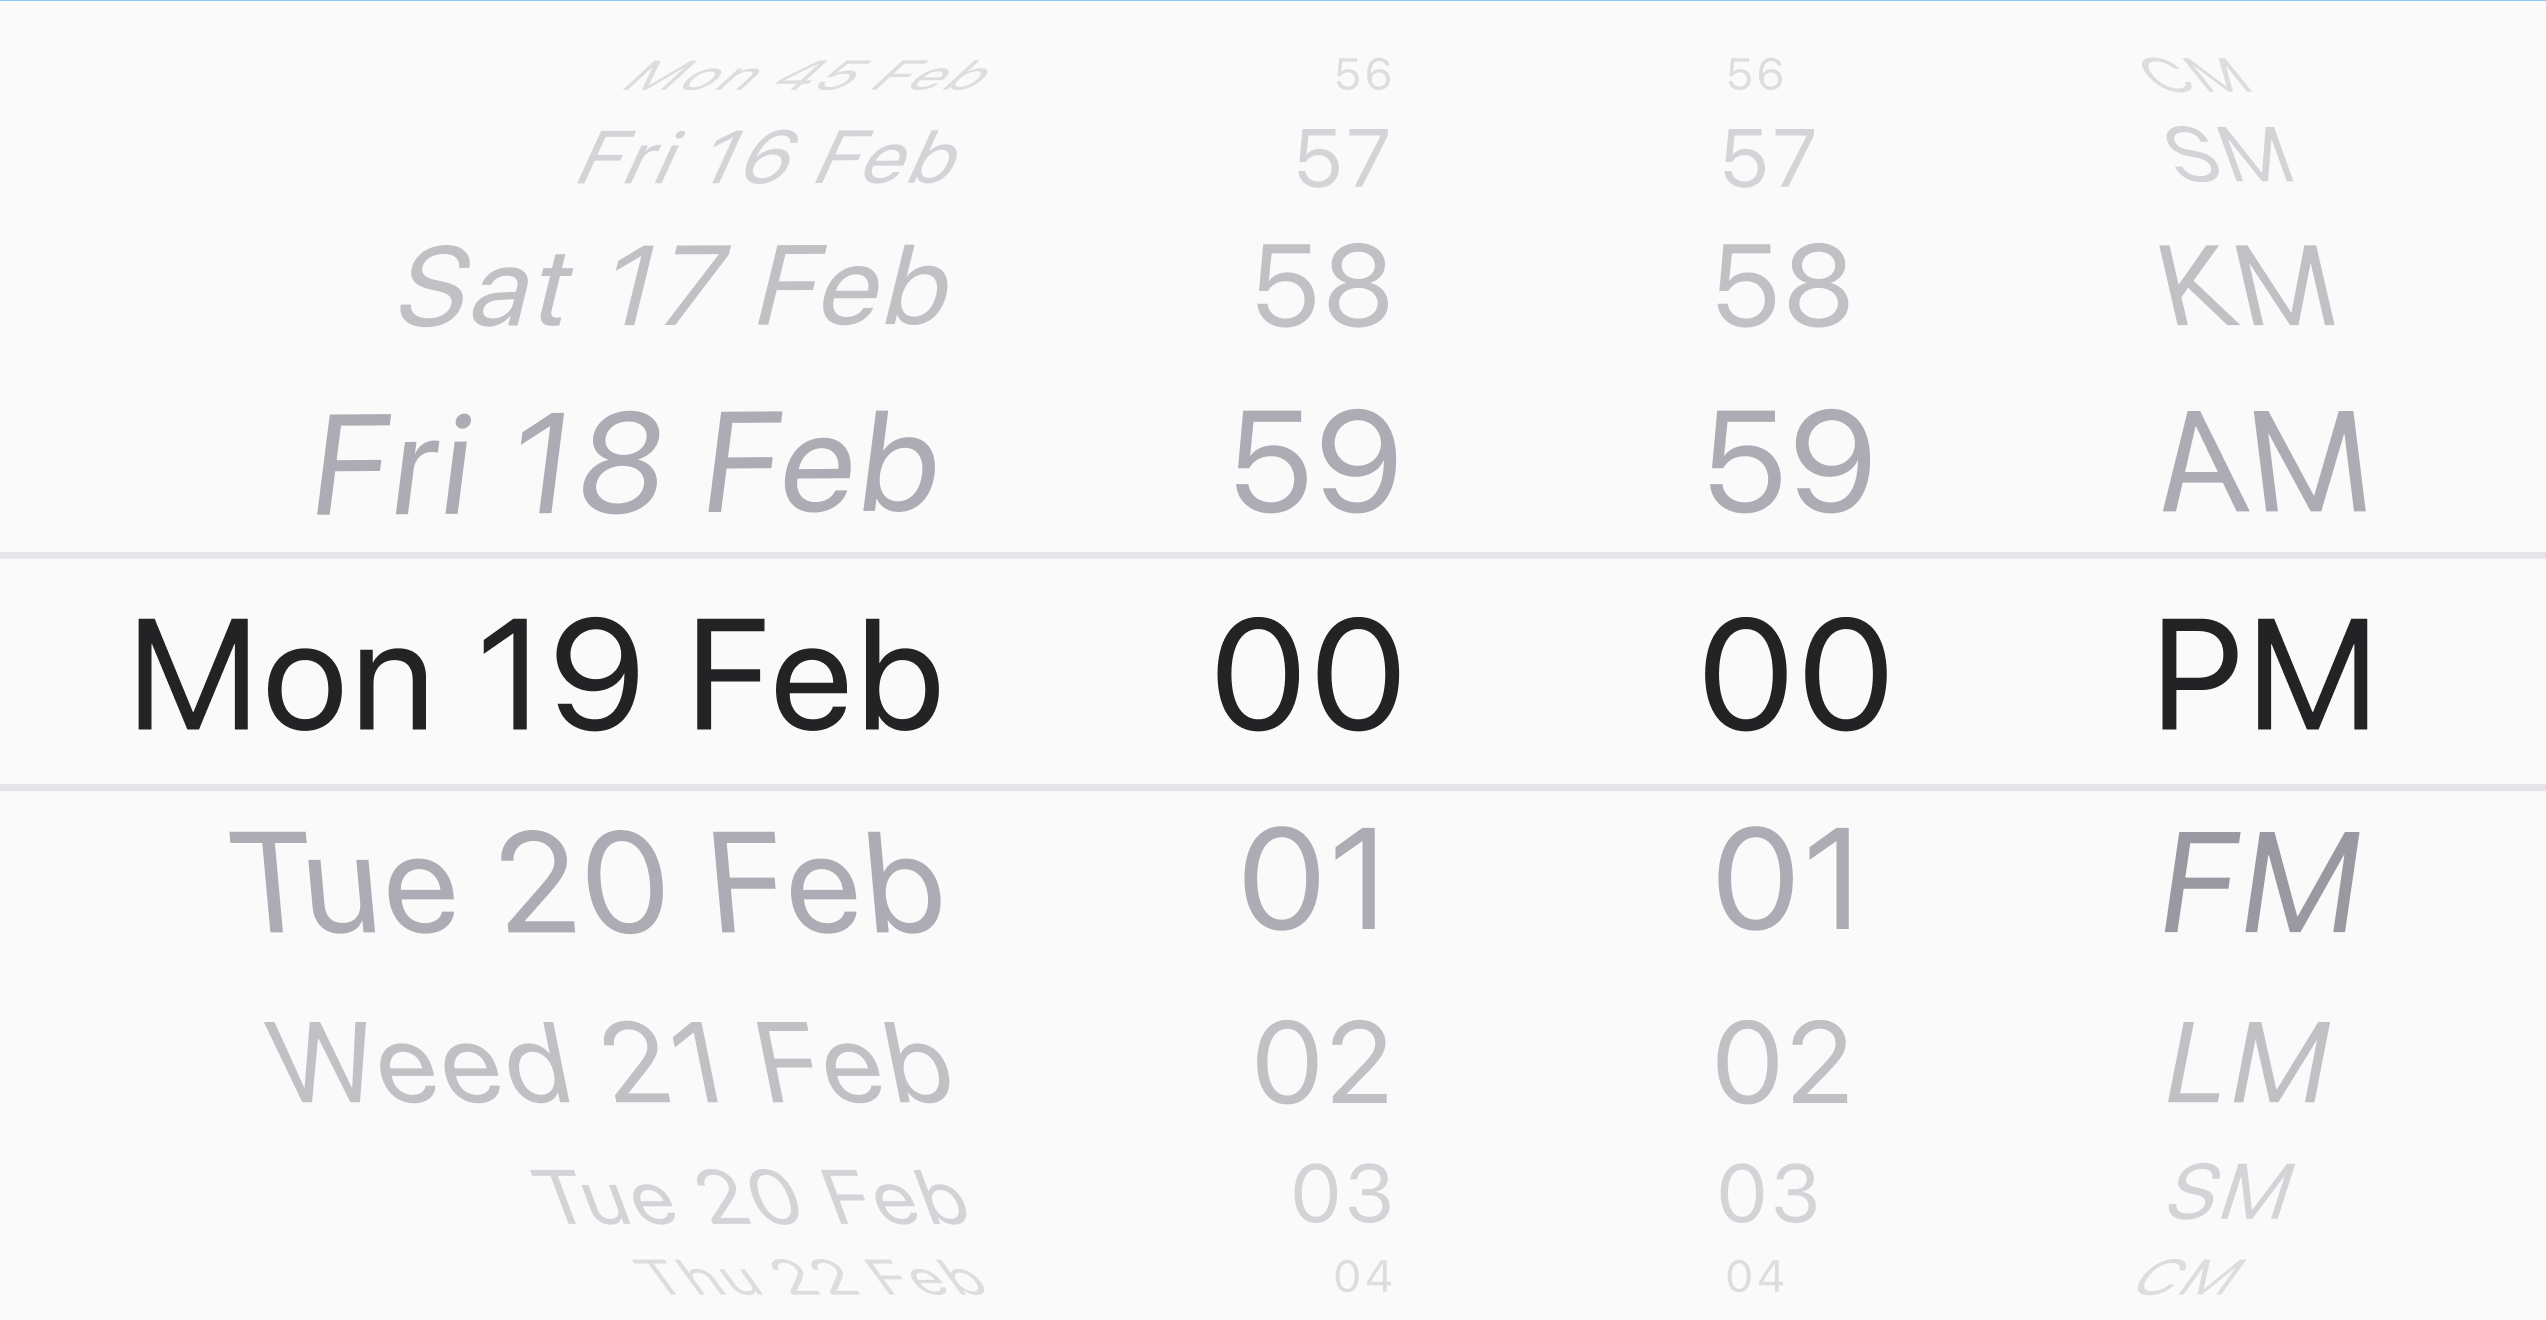 Mon 45 Feb 56 56 CM
Fri 16 Feb 57 57 SM
Sat 17 Feb 58 58 KM
Fri 18 Feb 59 59 AM
Mon 19 Feb 00 00 PM
Tue 20 Feb 01 01 FM
Weed 21 Feb 02 02 LM
Tue 20 Feb 03 03 SM
Thu 22 Feb 04 04 CM